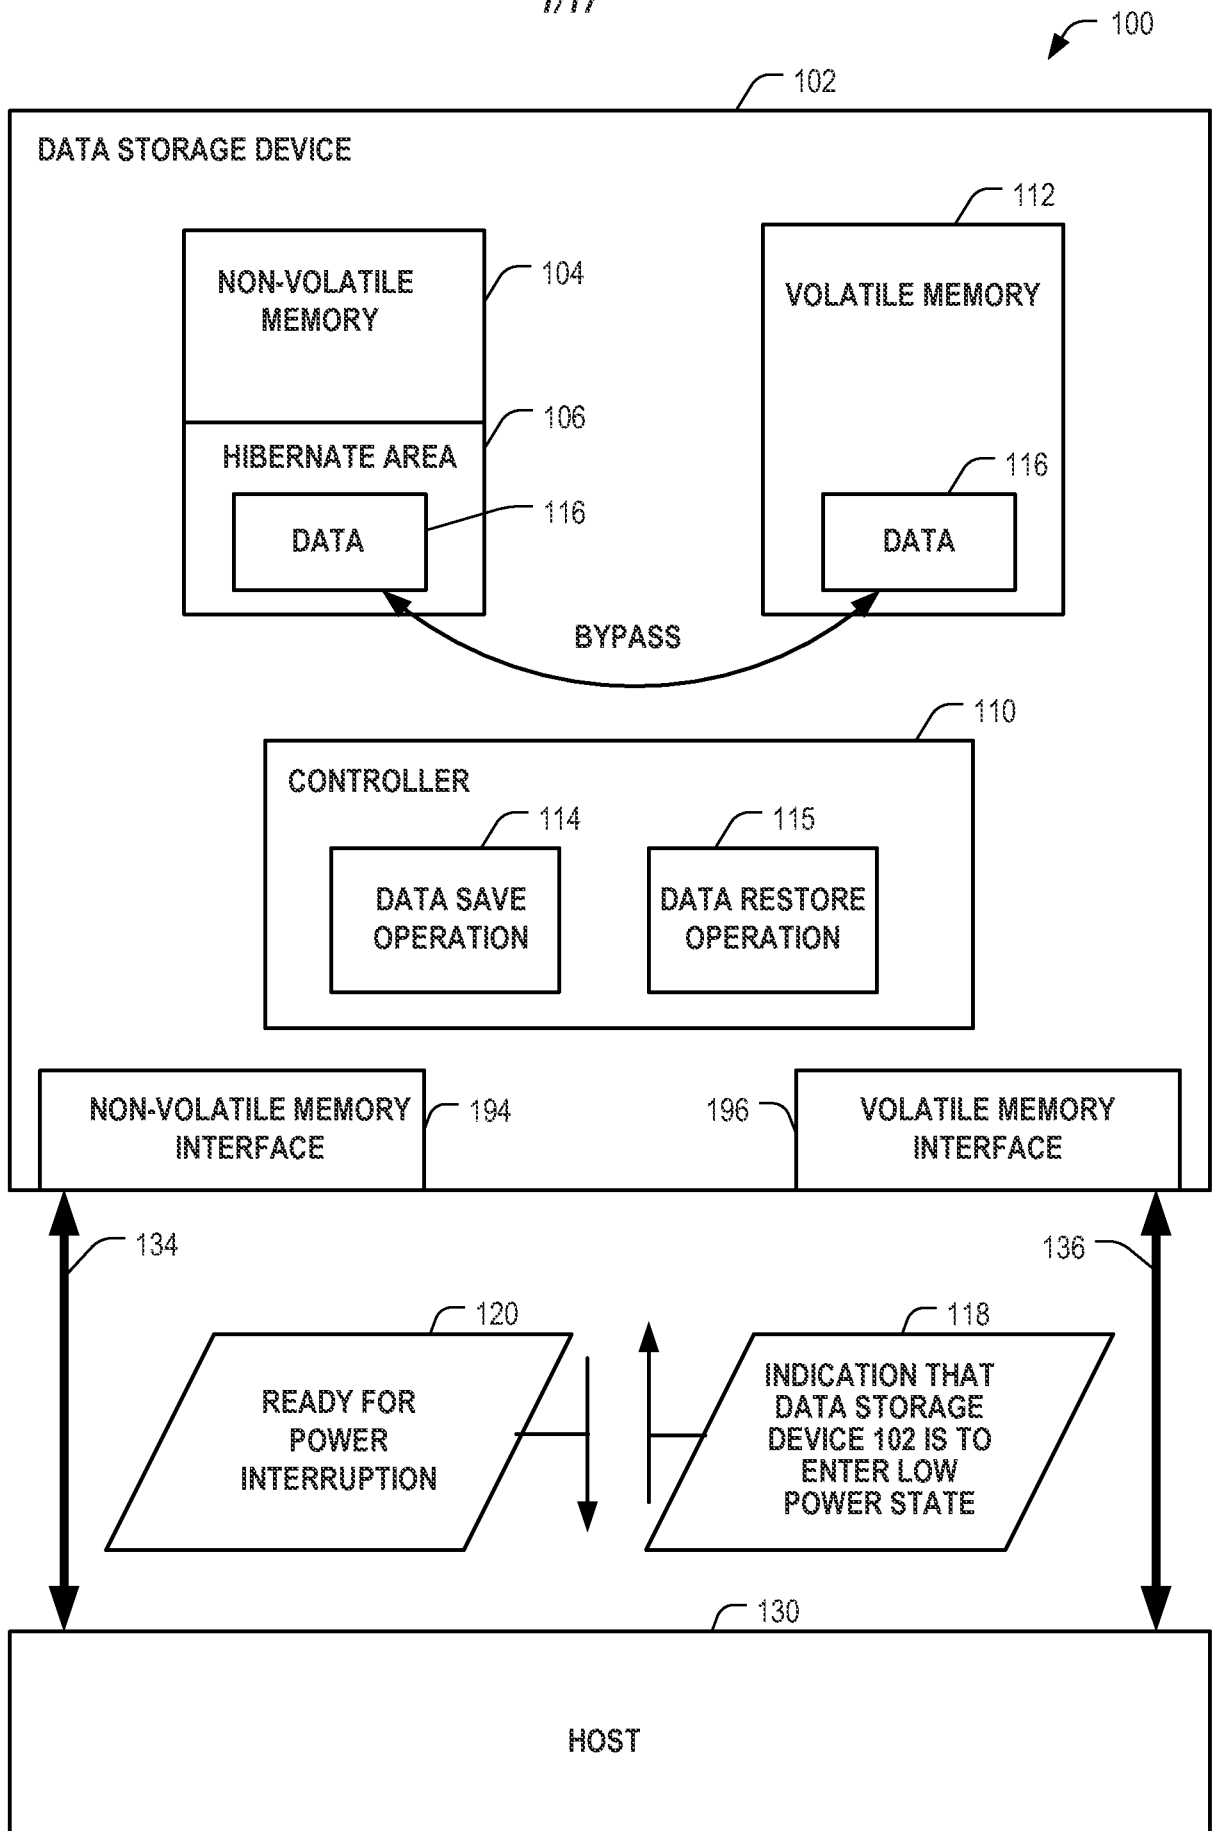 100
102
DATA STORAGE DEVICE
112
NON-VOLATILE
MEMORY
104
VOLATILE MEMORY
106
HIBERNATE AREA
116
DATA
116
DATA
BYPASS
110
CONTROLLER
114
115
DATA SAVE
OPERATION
DATA RESTORE
OPERATION
NON-VOLATILE MEMORY
INTERFACE
194
196
VOLATILE MEMORY
INTERFACE
134
136
120
118
READY FOR
POWER
INTERRUPTION
INDICATION THAT
DATA STORAGE
DEVICE 102 IS TO
ENTER LOW
POWER STATE
130
HOST